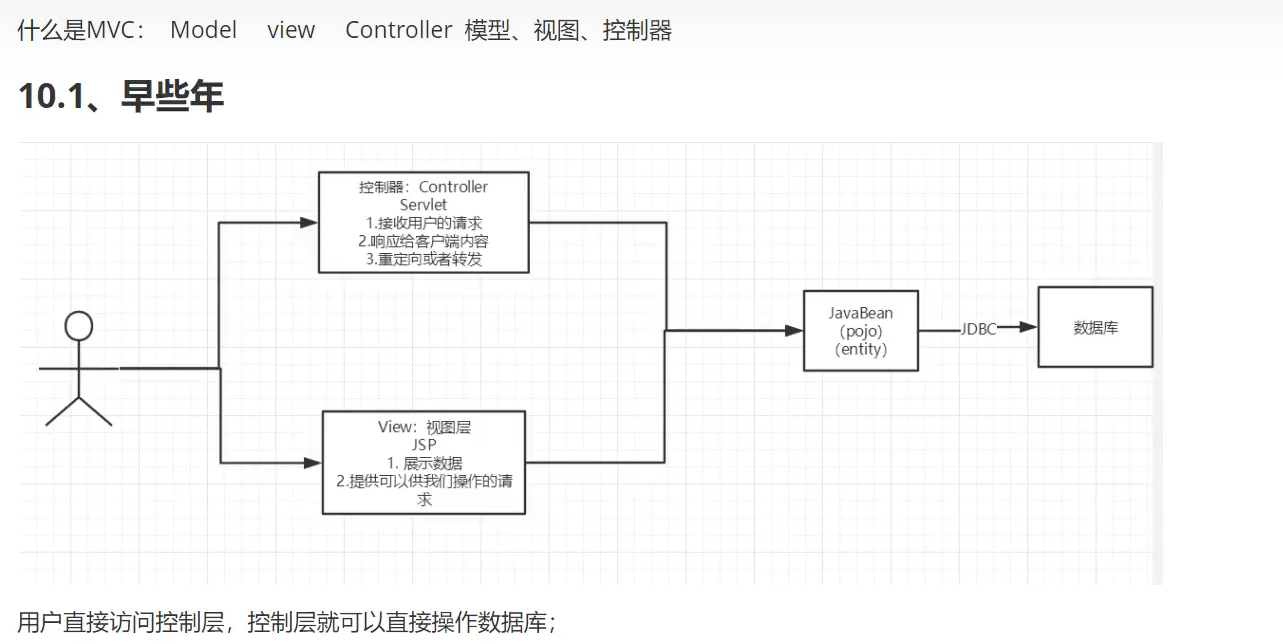 什么是MVC： Model view Controller 模型、视图、控制器
10.1、早些年
控制器：Controller
Servlet
1.接收用户的请求
2.响应给客户端内容
3.重定向或者转发
View：视图层
JSP
1. 展示数据
2.提供可以供我们操作的请
求
JavaBean
（pojo）
（entity）
JDBC
数据库
用户直接访问控制层，控制层就可以直接操作数据库；